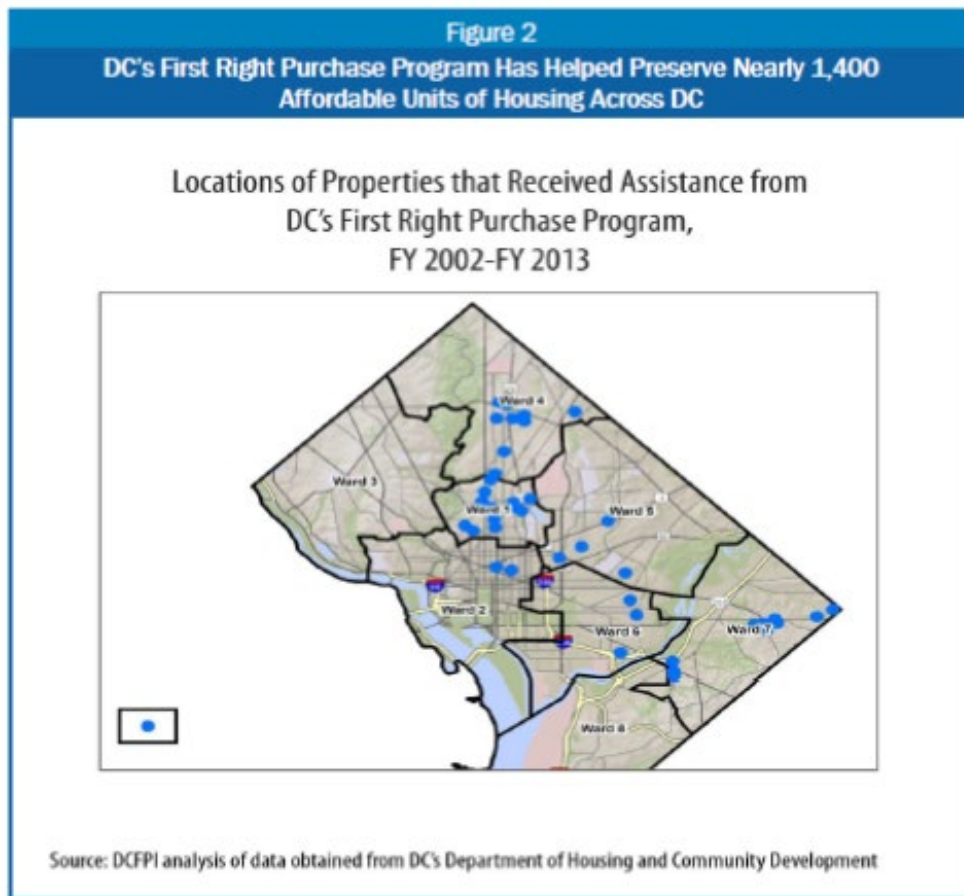 Figure 2
DC's First Right Purchase Program Has Helped Preserve Nearly 1,400
Affordable Units of Housing Across DC
Locations of Properties that Received Assistance from
DC's First Right Purchase Program,
FY 2002-FY 2013
Ward 4
Ward 3
Ward 1
Ward 5
Ward 2
Ward 6
Ward 7
Ward 8
Source: DCFPI analysis of data obtained from DC's Department of Housing and Community Development